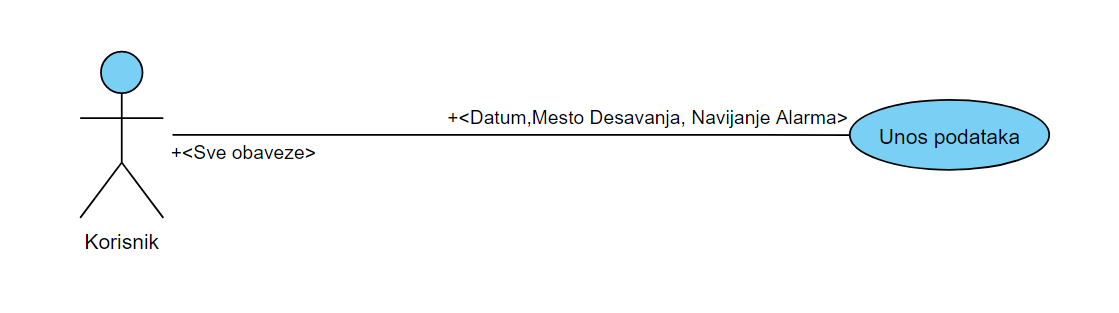 +<Datum,Mesto Desavanja, Navijanje Alarma>
Unos podataka
+<Sve obaveze>
Korisnik